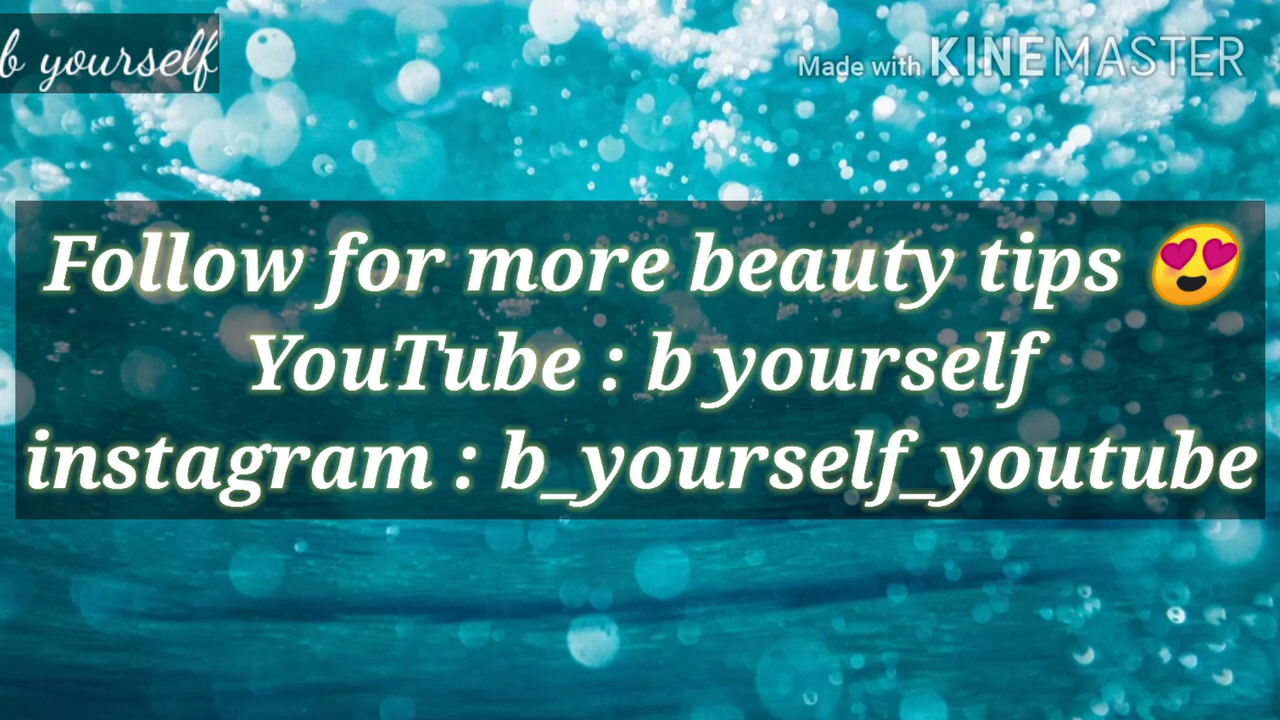 b yourself
Made with KINEMASTER
Follow for more beauty tips 😍
YouTube : b yourself
instagram : b_yourself_youtube